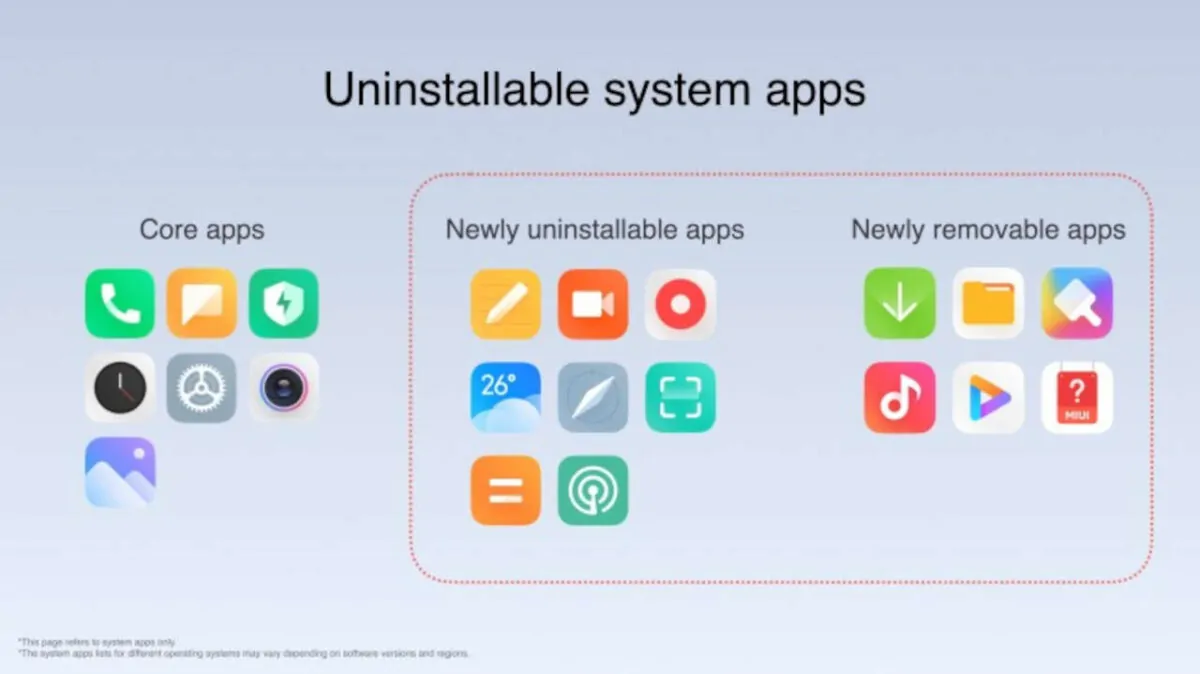 Uninstallable system apps
Core apps
Newly uninstallable apps
Newly removable apps
26°
?
MIUI
*This page refers to system apps only.
*The system apps lists for different operating systems may vary depending on software versions and regions.